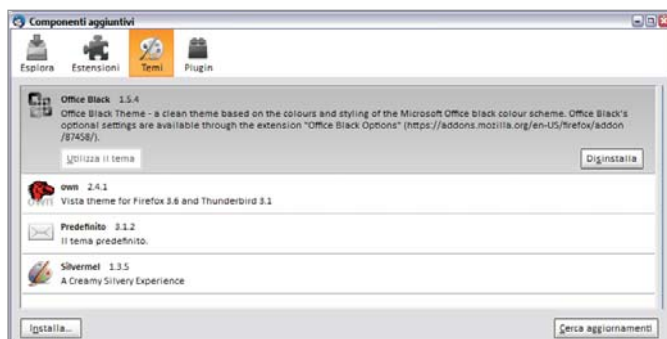 Componenti aggiuntivi
Esplora Estensioni Temi Plugin
Office Black 1.5.4
Office Black Theme - a clean theme based on the colours and styling of the Microsoft Office black colour scheme. Office Black's
optional settings are available through the extension "Office Black Options" (https://addons.mozilla.org/en-US/firefox/addon
/87458/).
Utilizza il tema Disinstalla
own 2.4.1
Vista theme for Firefox 3.6 and Thunderbird 3.1
Predefinito 3.1.2
Il tema predefinito.
Silvermel 1.3.5
A Creamy Silvery Experience
Installa... Cerca aggiornamenti